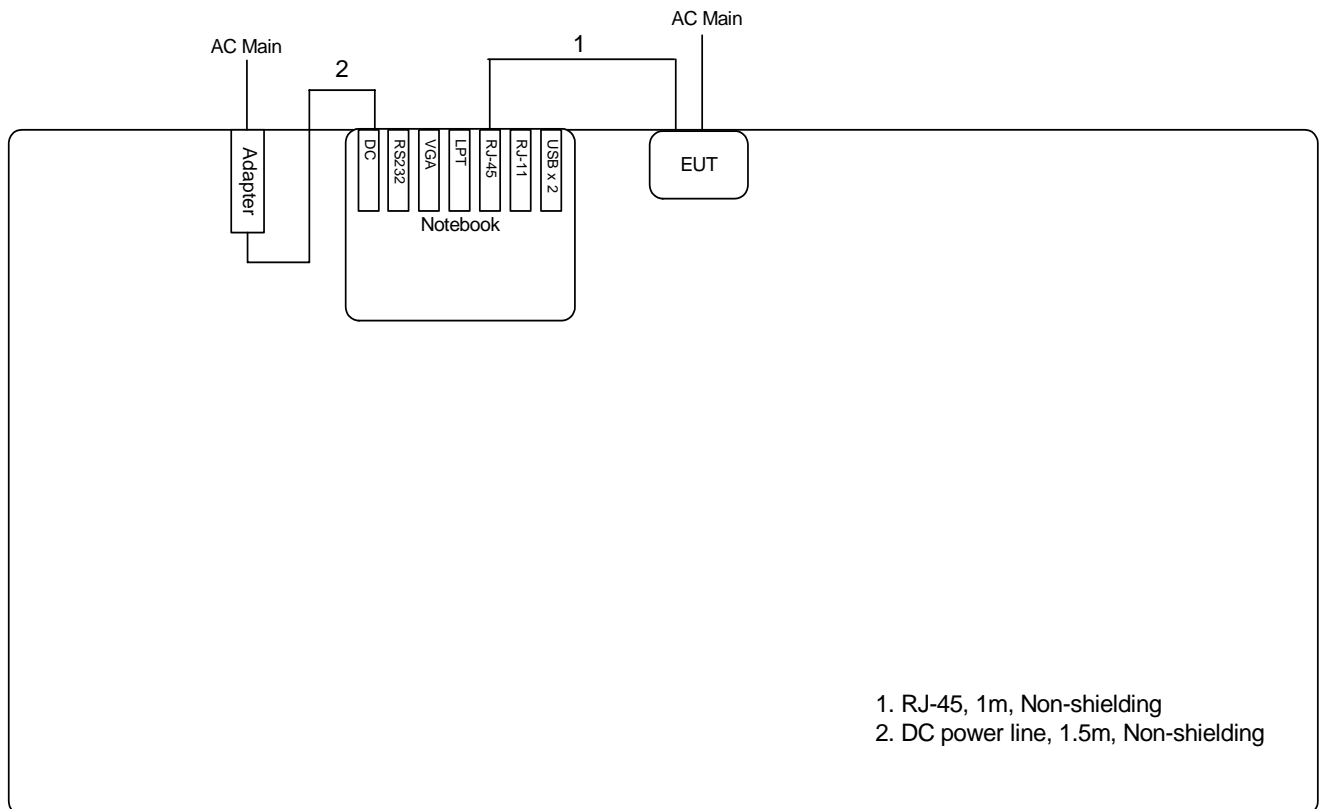 AC Main
1
AC Main
2
Adapter
DC
RS232
VGA
LPT
RJ-45
RJ-11
USB x 2
EUT
Notebook
1. RJ-45, 1m, Non-shielding
2. DC power line, 1.5m, Non-shielding